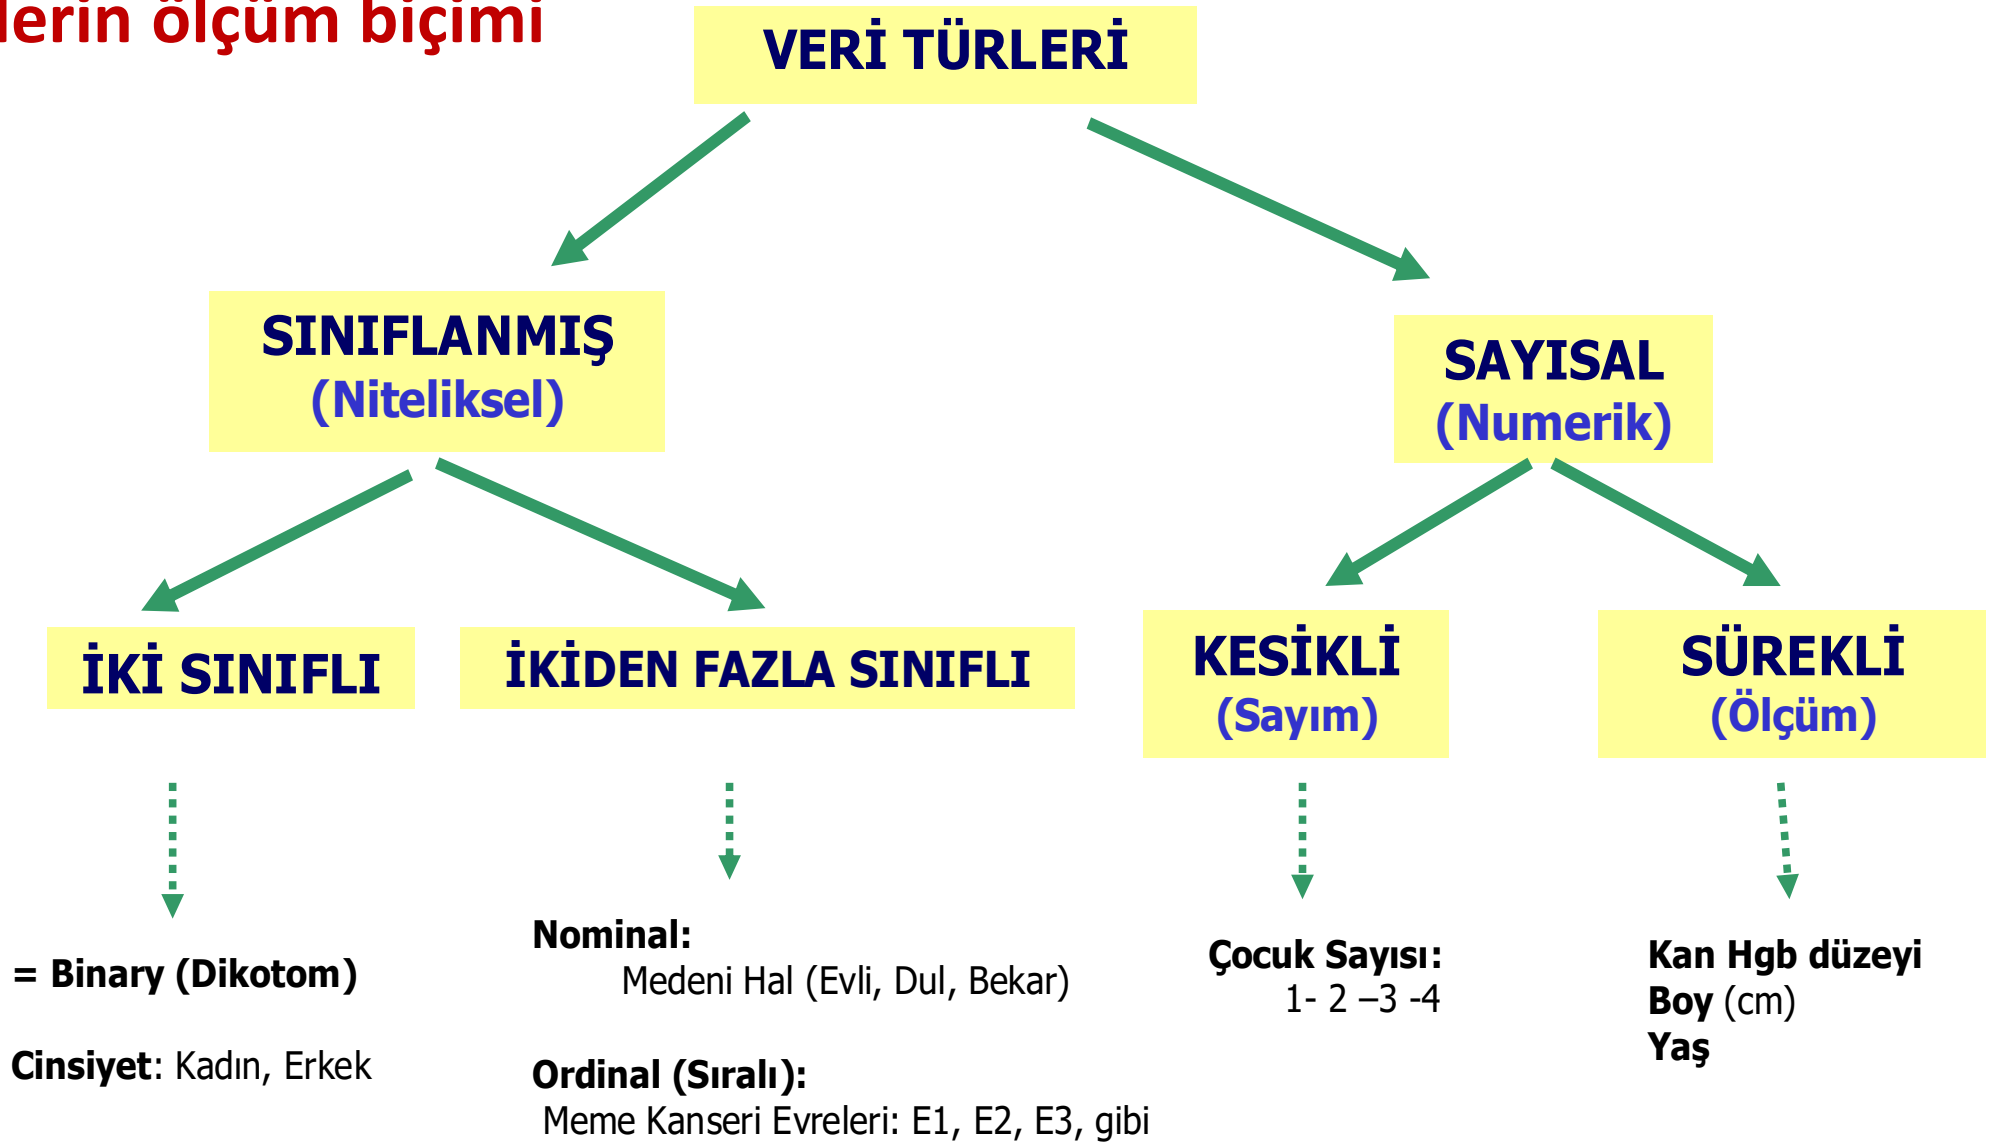 lerin ölçüm biçimi
VERİ TÜRLERİ
SINIFLANMIŞ
(Niteliksel)
SAYISAL
(Numerik)
İKİ SINIFLI
İKİDEN FAZLA SINIFLI
KESİKLİ
(Sayım)
SÜREKLİ
(Ölçüm)
= Binary (Dikotom)
Cinsiyet: Kadın, Erkek
Nominal:
Medeni Hal (Evli, Dul, Bekar)
Ordinal (Sıralı):
Meme Kanseri Evreleri: E1, E2, E3, gibi
Çocuk Sayısı:
1- 2 –3 -4
Kan Hgb düzeyi
Boy (cm)
Yaş